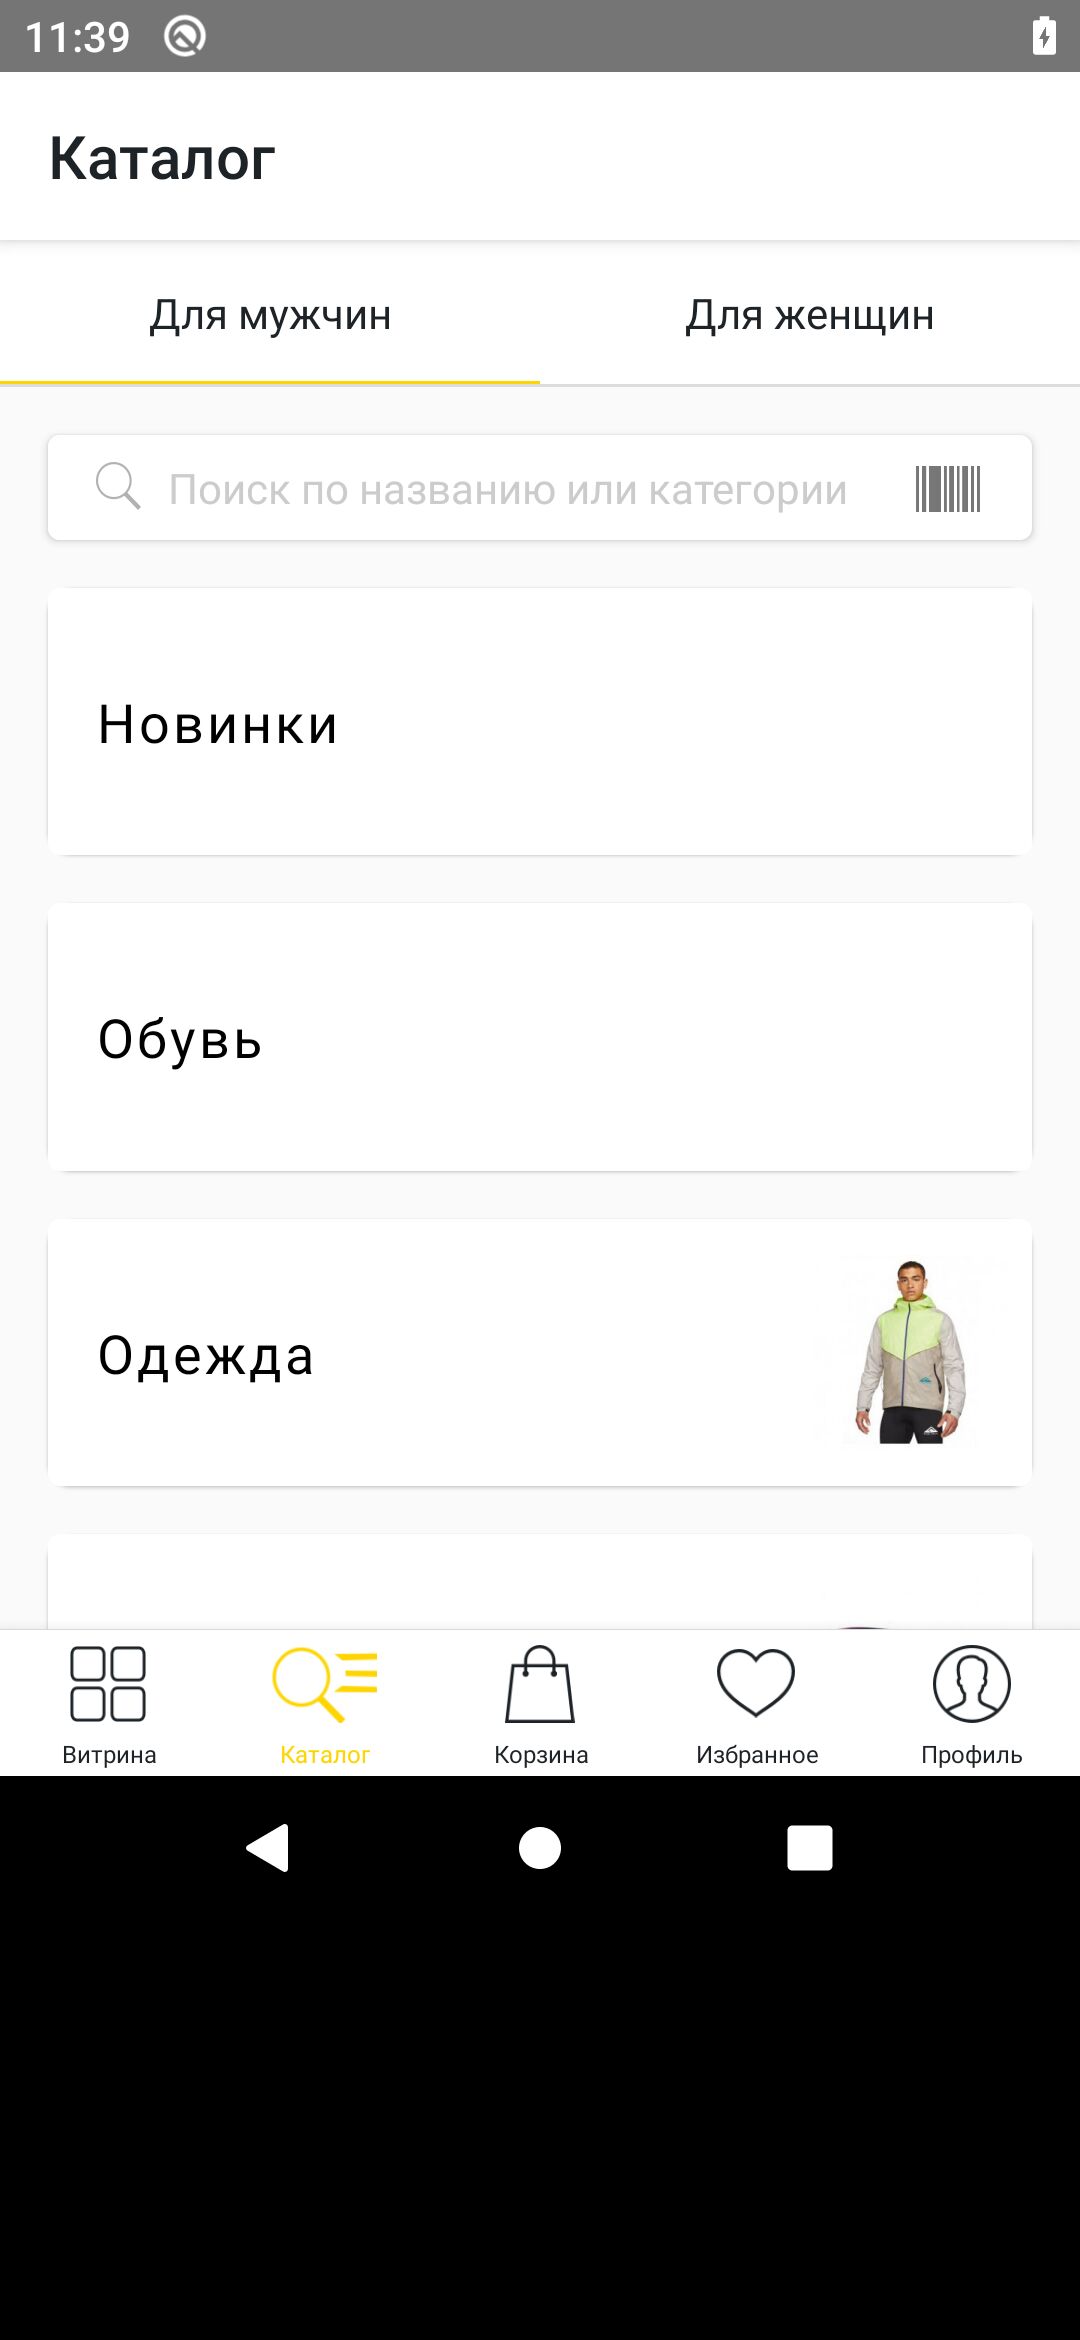 11:39
Каталог
Для мужчин
Для женщин
Поиск по названию или категории
Новинки
Обувь
Одежда
Витрина
Каталог
Корзина
Избранное
Профиль